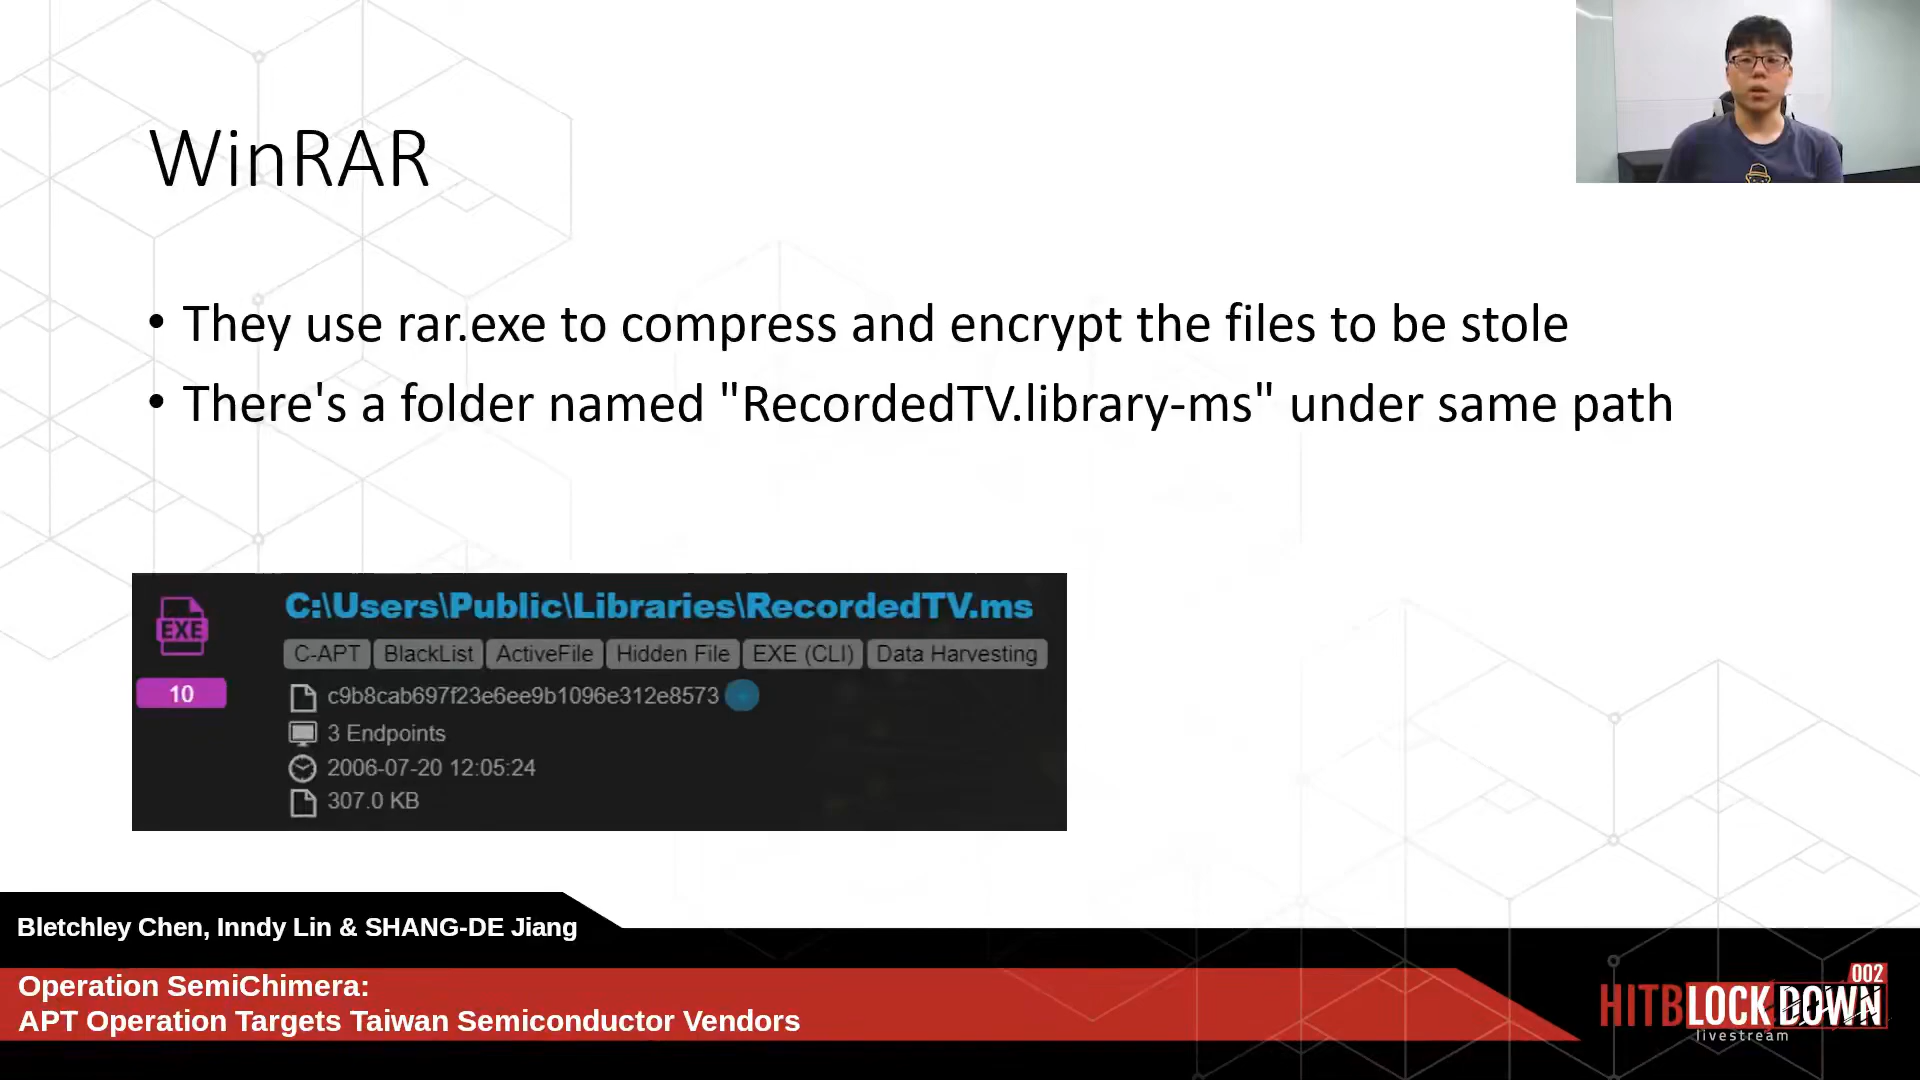 WinRAR
• They use rar.exe to compress and encrypt the files to be stole
• There's a folder named "RecordedTV.library-ms" under same path
EXE
C:\Users\Public\Libraries\RecordedTV.ms
C-APT BlackList ActiveFile Hidden File EXE (CLI) Data Harvesting
10
c9b8cab697f23e6ee9b1096e312e8573
3 Endpoints
2006-07-20 12:05:24
307.0 KB
Bletchley Chen, Inndy Lin & SHANG-DE Jiang
Operation SemiChimera:
APT Operation Targets Taiwan Semiconductor Vendors
002
HITBLOCKDOWN
livestream